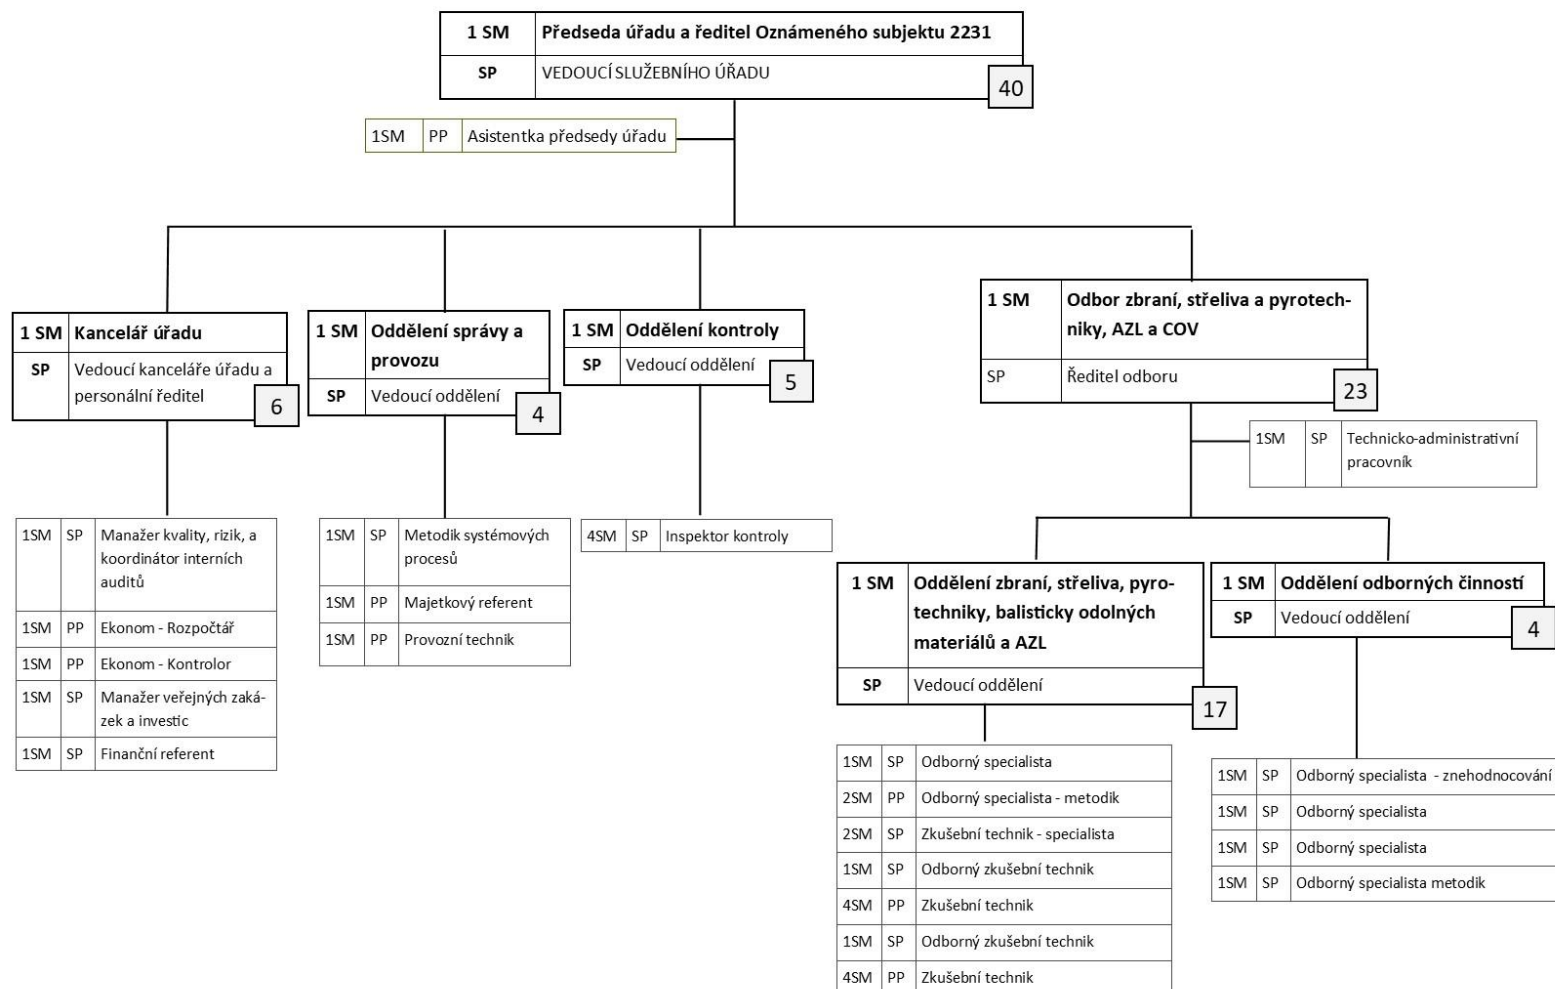 1 SM Předseda úřadu a ředitel Oznámeného subjektu 2231
SP VEDOUCÍ SLUŽEBNÍHO ÚŘADU
40
1SM PP Asistentka předsedy úřadu
1 SM Kancelář úřadu
SP Vedoucí kanceláře úřadu a
personální ředitel
6
1SM SP Manažer kvality, rizik, a
koordinátor interních
auditů
1SM PP Ekonom - Rozpočtář
1SM PP Ekonom - Kontrolor
1SM SP Manažer veřejných zaká-
zek a investic
1SM SP Finanční referent
1 SM Oddělení správy a
provozu
SP Vedoucí oddělení
4
1SM SP Metodik systémových
procesů
1SM PP Majetkový referent
1SM PP Provozní technik
1 SM Oddělení kontroly
SP Vedoucí oddělení
5
4SM SP Inspektor kontroly
1 SM Odbor zbraní, střeliva a pyrotech-
niky, AZL a COV
SP Ředitel odboru
23
1SM SP Technicko-administrativní
pracovník
1 SM Oddělení zbraní, střeliva, pyro-
techniky, balisticky odolných
materiálů a AZL
SP Vedoucí oddělení
17
1SM SP Odborný specialista
2SM PP Odborný specialista - metodik
2SM SP Zkušební technik - specialista
1SM SP Odborný zkušební technik
4SM PP Zkušební technik
1SM SP Odborný zkušební technik
4SM PP Zkušební technik
1 SM Oddělení odborných činností
SP Vedoucí oddělení
4
1SM SP Odborný specialista - znehodnocování
1SM SP Odborný specialista
1SM SP Odborný specialista
1SM SP Odborný specialista metodik